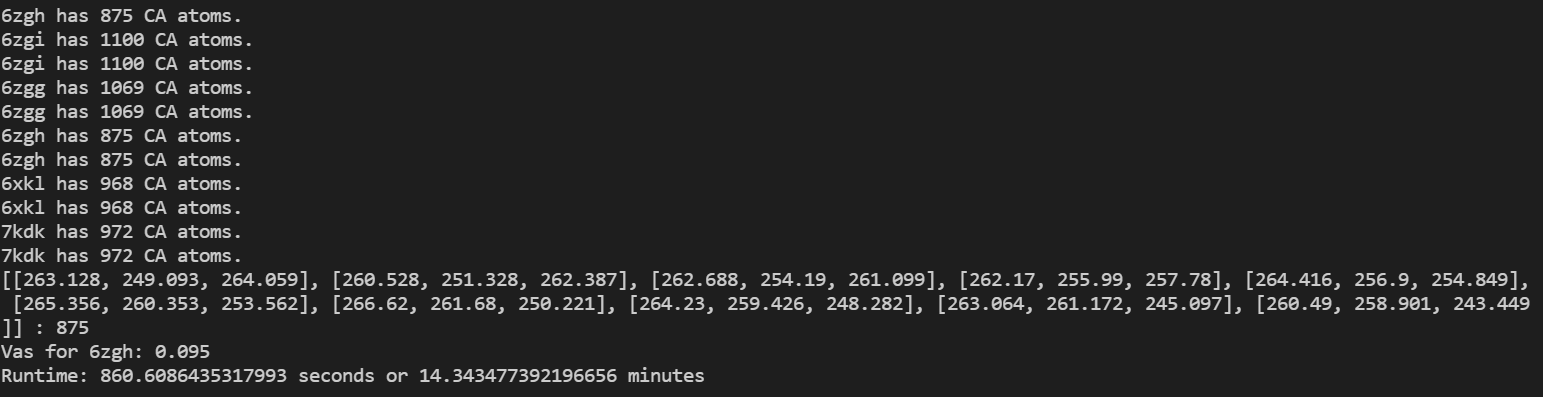 6zgh has 875 CA atoms.
6zgi has 1100 CA atoms.
6zgi has 1100 CA atoms.
6zgg has 1069 CA atoms.
6zgg has 1069 CA atoms.
6zgh has 875 CA atoms.
6zgh has 875 CA atoms.
6xkl has 968 CA atoms.
6xkl has 968 CA atoms.
7kdk has 972 CA atoms.
7kdk has 972 CA atoms.
[[263.128, 249.093, 264.059], [260.528, 251.328, 262.387], [262.688, 254.19, 261.099], [262.17, 255.99, 257.78], [264.416, 256.9, 254.849],
 [265.356, 260.353, 253.562], [266.62, 261.68, 250.221], [264.23, 259.426, 248.282], [263.064, 261.172, 245.097], [260.49, 258.901, 243.449
]] : 875
Vas for 6zgh: 0.095
Runtime: 860.6086435317993 seconds or 14.343477392196656 minutes